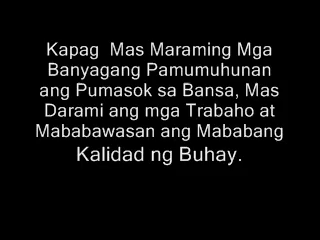 Kapag  Mas Maraming Mga
Banyagang Pamumuhunan
ang Pumasok sa Bansa, Mas
Darami ang mga Trabaho at
Mababawasan ang Mababang
Kalidad ng Buhay.